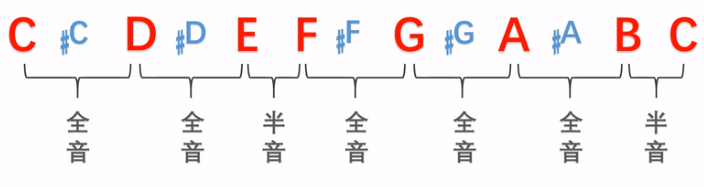 C ♯C D ♯D E F ♯F G ♯G A ♯A B C
全音 全音 半音 全音 全音 全音 半音